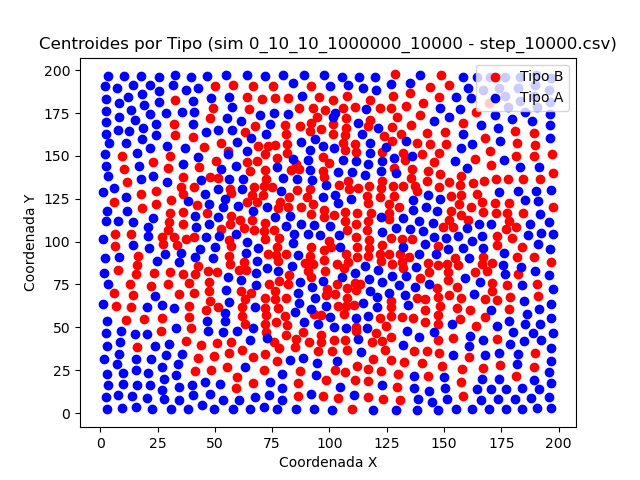 Centroides por Tipo (sim 0_10_10_1000000_10000 - step_10000.csv)
Tipo B
Tipo A
Coordenada Y
200
175
150
125
100
75
50
25
0
0 25 50 75 100 125 150 175 200
Coordenada X